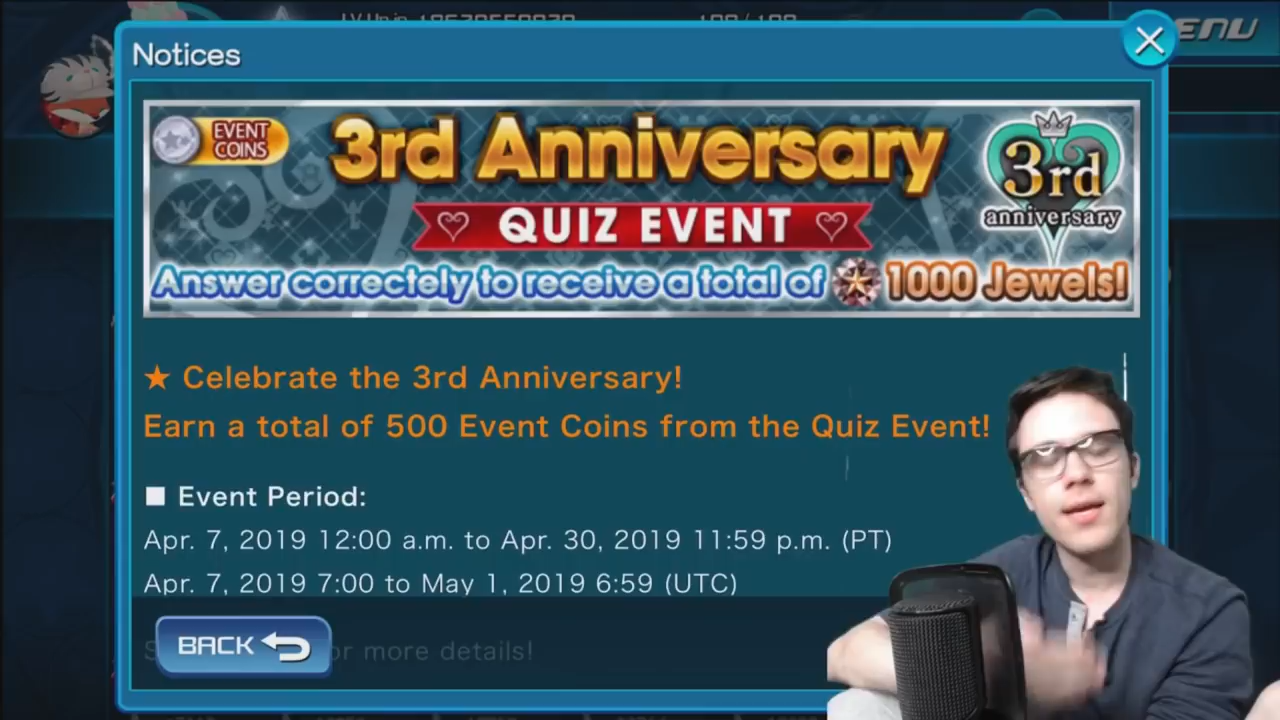 Notices
EVENT
COINS
3rd Anniversary
QUIZ EVENT
Answer correctely to receive a total of 1000 Jewels!
3rd
anniversary
★ Celebrate the 3rd Anniversary!
Earn a total of 500 Event Coins from the Quiz Event!
■ Event Period:
Apr. 7, 2019 12:00 a.m. to Apr. 30, 2019 11:59 p.m. (PT)
Apr. 7, 2019 7:00 to May 1, 2019 6:59 (UTC)
BACK
or more details!